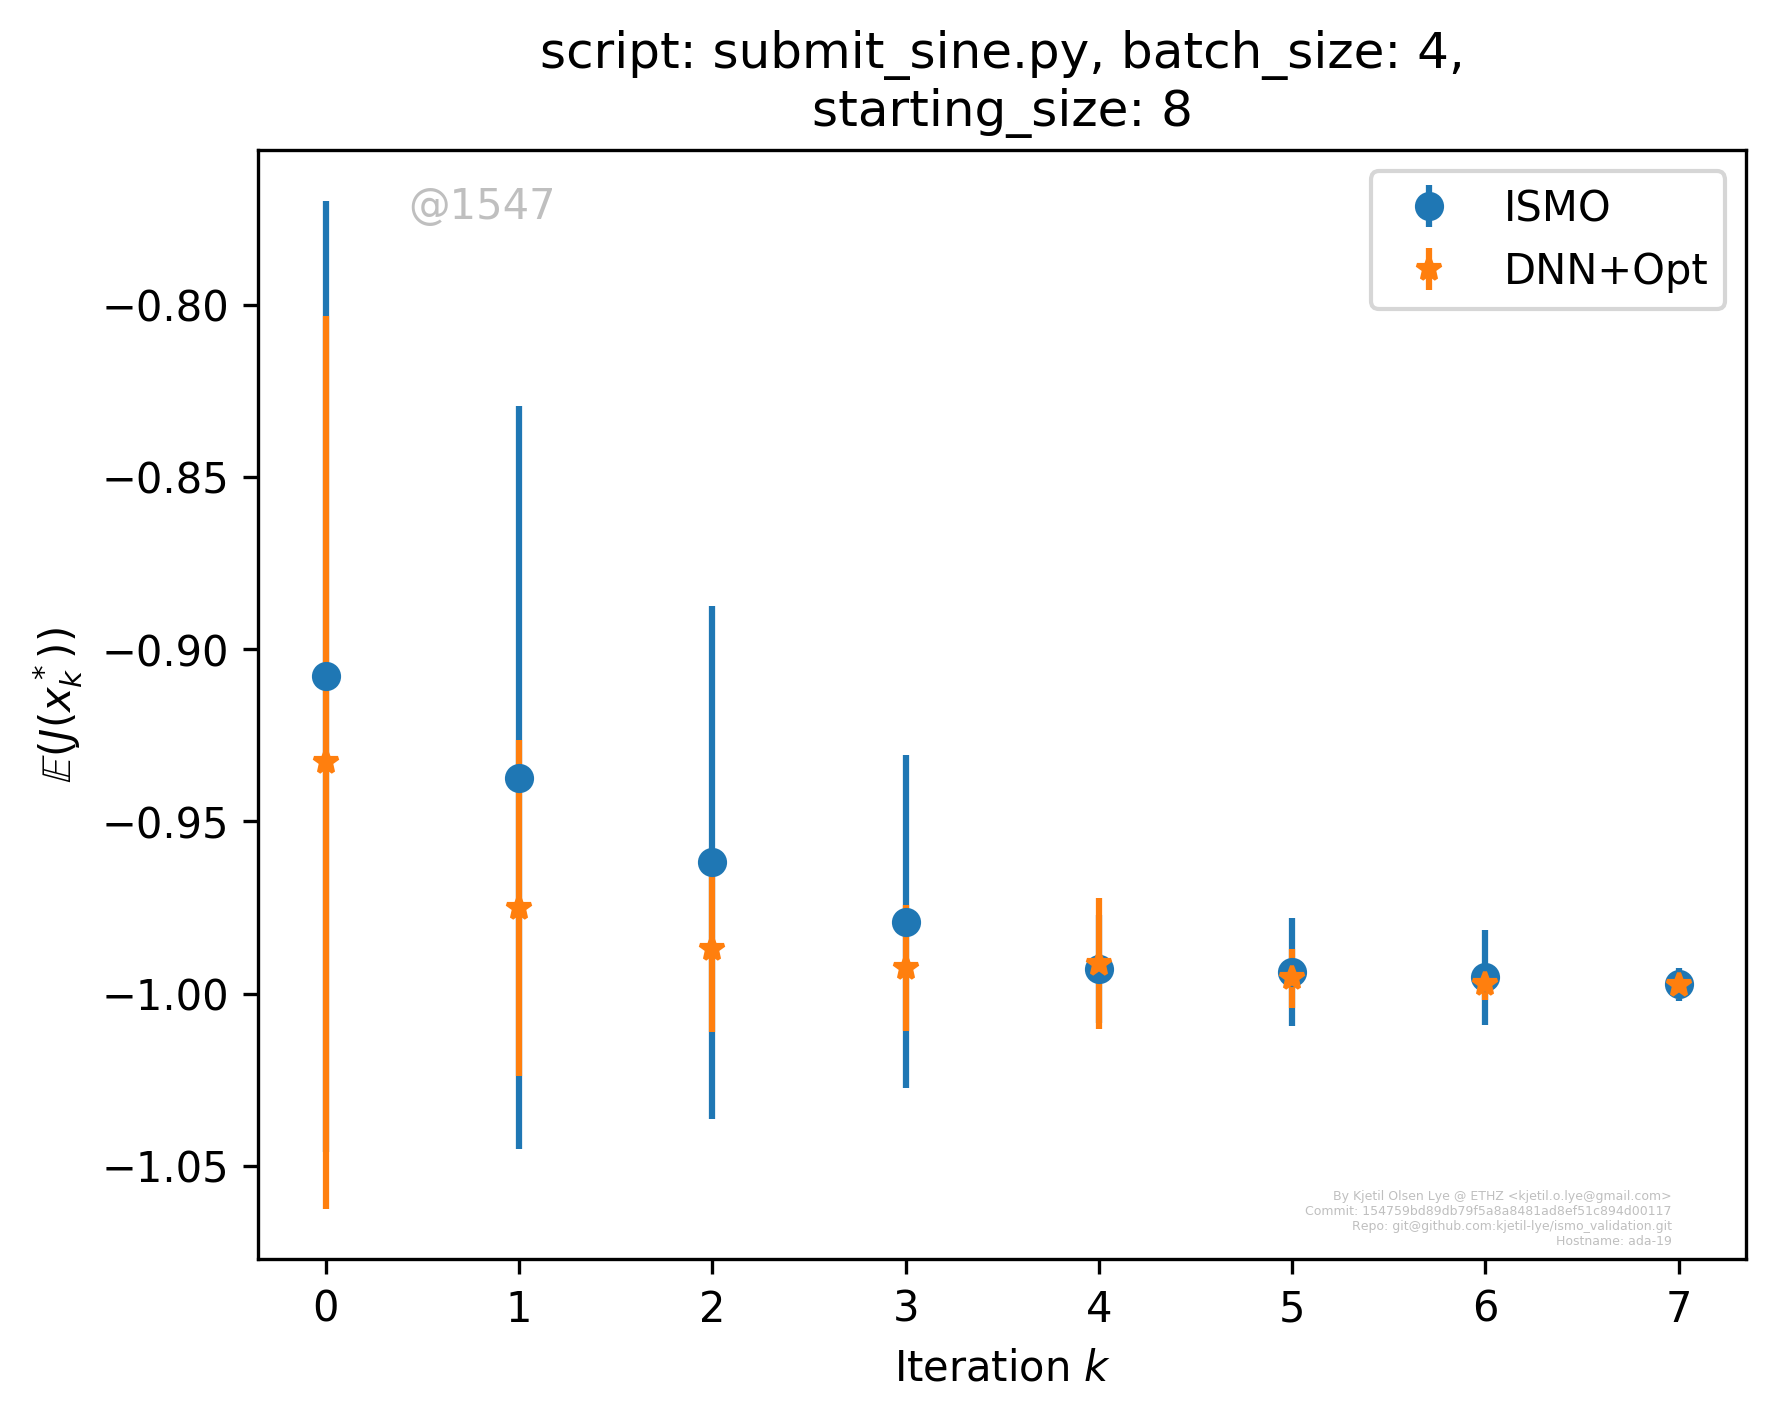 script: submit_sine.py, batch_size: 4,
starting_size: 8
@1547
ISMO
DNN+Opt
−0.80
−0.85
−0.90
−0.95
−1.00
−1.05
𝔼(J(x*k))
By Kjetil Olsen Lye @ ETHZ <kjetil.o.lye@gmail.com>
Commit: 154759bd89db79f5a8a8481ad8ef51c894d00117
Repo: git@github.com:kjetil-lye/ismo_validation.git
Hostname: ada-19
0 1 2 3 4 5 6 7
Iteration k